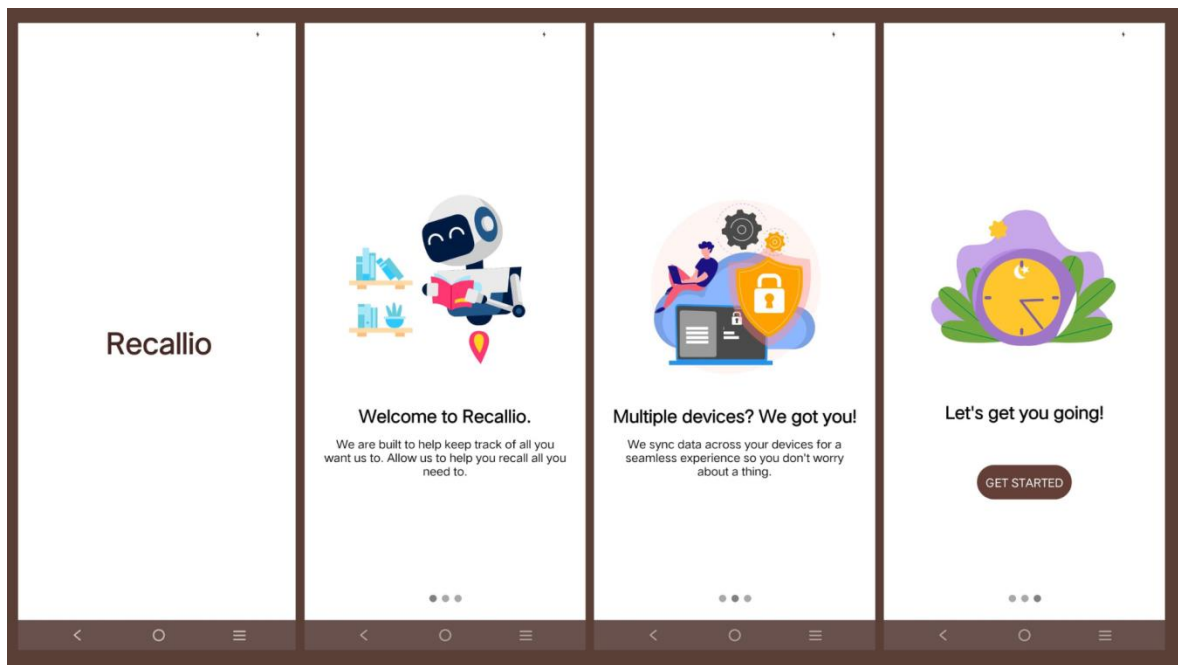 Recallio
Welcome to Recallio.
We are built to help keep track of all you
want us to. Allow us to help you recall all you
need to.
Multiple devices? We got you!
We sync data across your devices for a
seamless experience so you don't worry
about a thing.
Let's get you going!
GET STARTED